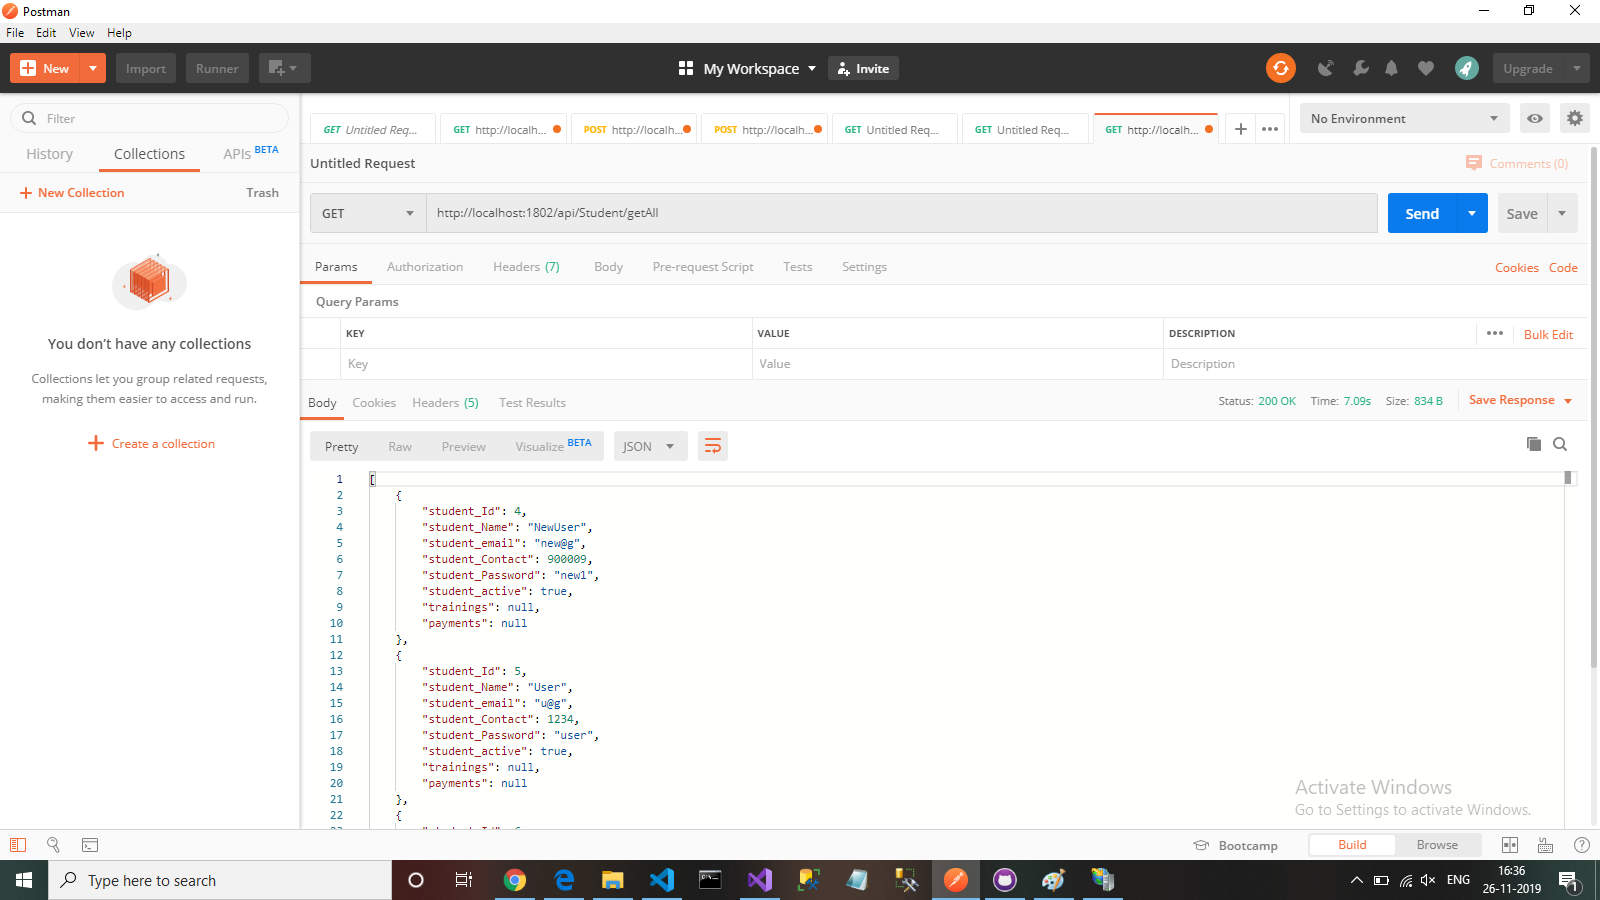 Postman
File Edit View Help
New Import Runner My Workspace Invite Upgrade
Filter
History Collections APIs BETA
New Collection Trash
You don't have any collections
Collections let you group related requests,
making them easier to access and run.
Create a collection
GET Untitled Req... GET http://localh... POST http://localh... POST http://localh... GET Untitled Req... GET Untitled Req... GET http://localh... No Environment
Untitled Request Comments (0)
GET http://localhost:1802/api/Student/getAll Send Save
Params Authorization Headers (7) Body Pre-request Script Tests Settings Cookies Code
Query Params
KEY VALUE DESCRIPTION ••• Bulk Edit
Key Value Description
Body Cookies Headers (5) Test Results Status: 200 OK Time: 7.09s Size: 834 B Save Response
Pretty Raw Preview Visualize BETA JSON
1 [
2 {
3 "student_Id": 4,
4 "student_Name": "NewUser",
5 "student_email": "new@g",
6 "student_Contact": 900009,
7 "student_Password": "new1",
8 "student_active": true,
9 "trainings": null,
10 "payments": null
11 },
12 {
13 "student_Id": 5,
14 "student_Name": "User",
15 "student_email": "u@g",
16 "student_Contact": 1234,
17 "student_Password": "user",
18 "student_active": true,
19 "trainings": null,
20 "payments": null
21 },
22 {
Activate Windows
Go to Settings to activate Windows.
Bootcamp Build Browse
Type here to search
ENG 16:36
26-11-2019
1